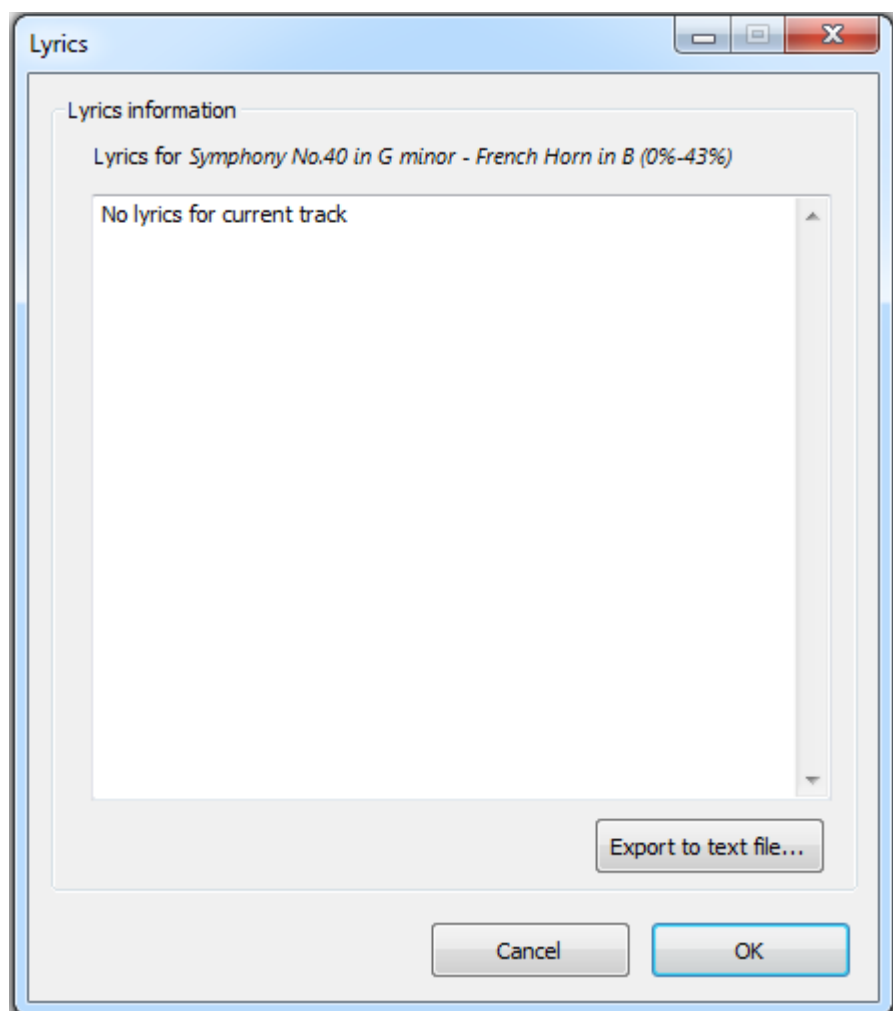 Lyrics
Lyrics information
Lyrics for Symphony No.40 in G minor - French Horn in B (0%-43%)
No lyrics for current track
Export to text file...
Cancel
OK